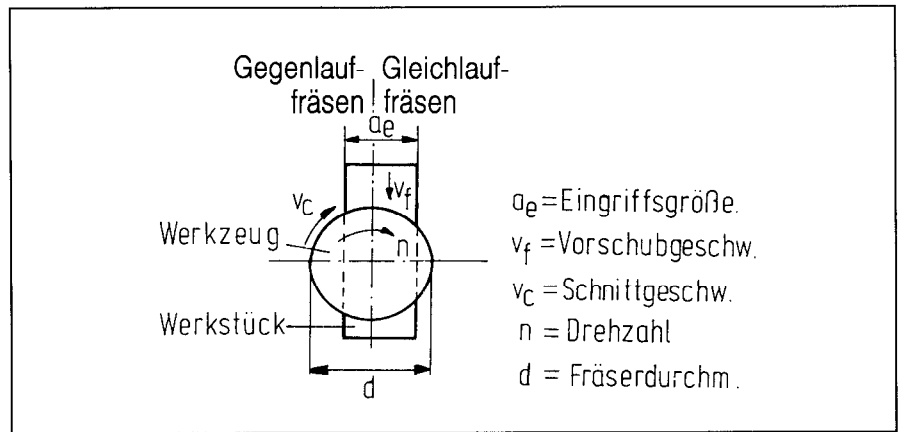 Gegenlauf- Gleichlauf-
fräsen fräsen
ae
vc
vf
Werkzeug
n
Werkstück
d
ae=Eingriffsgröße.
vf=Vorschubgeschw.
vc=Schnittgeschw.
n = Drehzahl
d = Fräserdurchm.